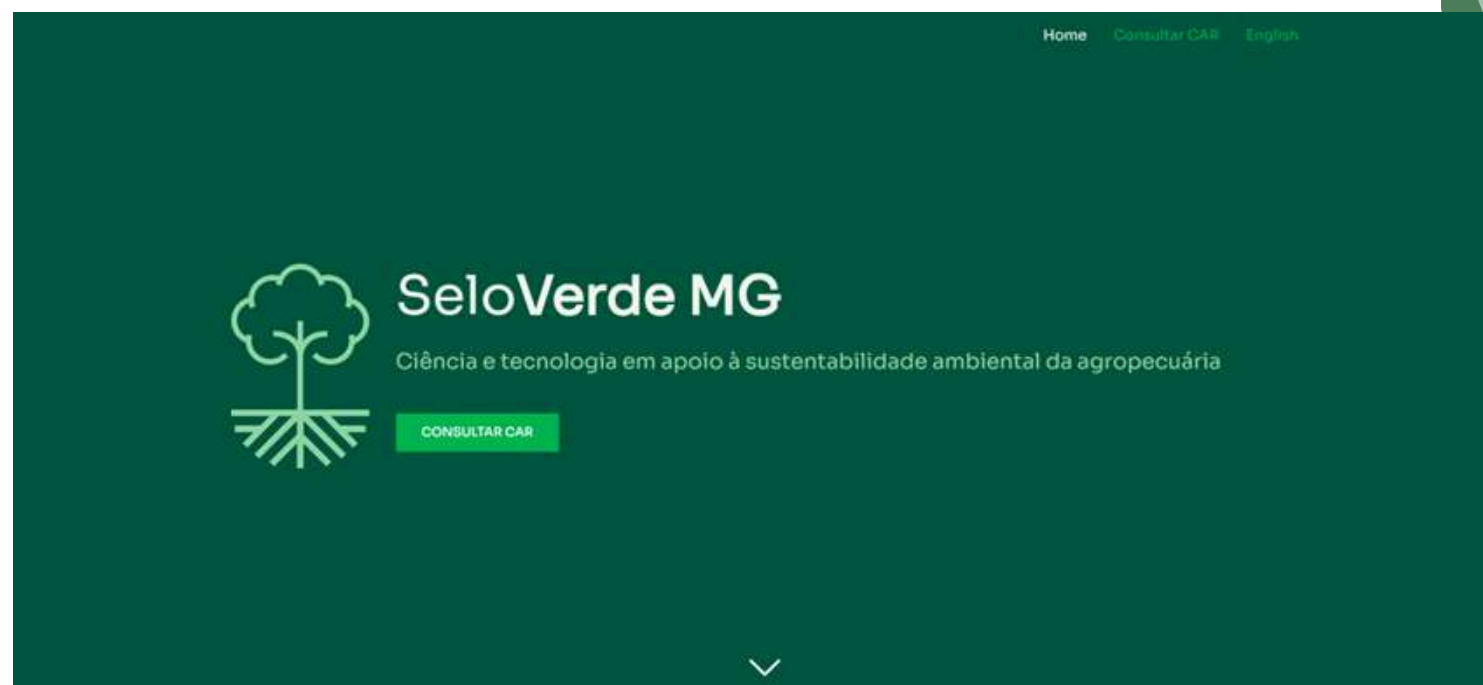 Home Consultar CAR English
SeloVerde MG
Ciência e tecnologia em apoio à sustentabilidade ambiental da agropecuária
CONSULTAR CAR